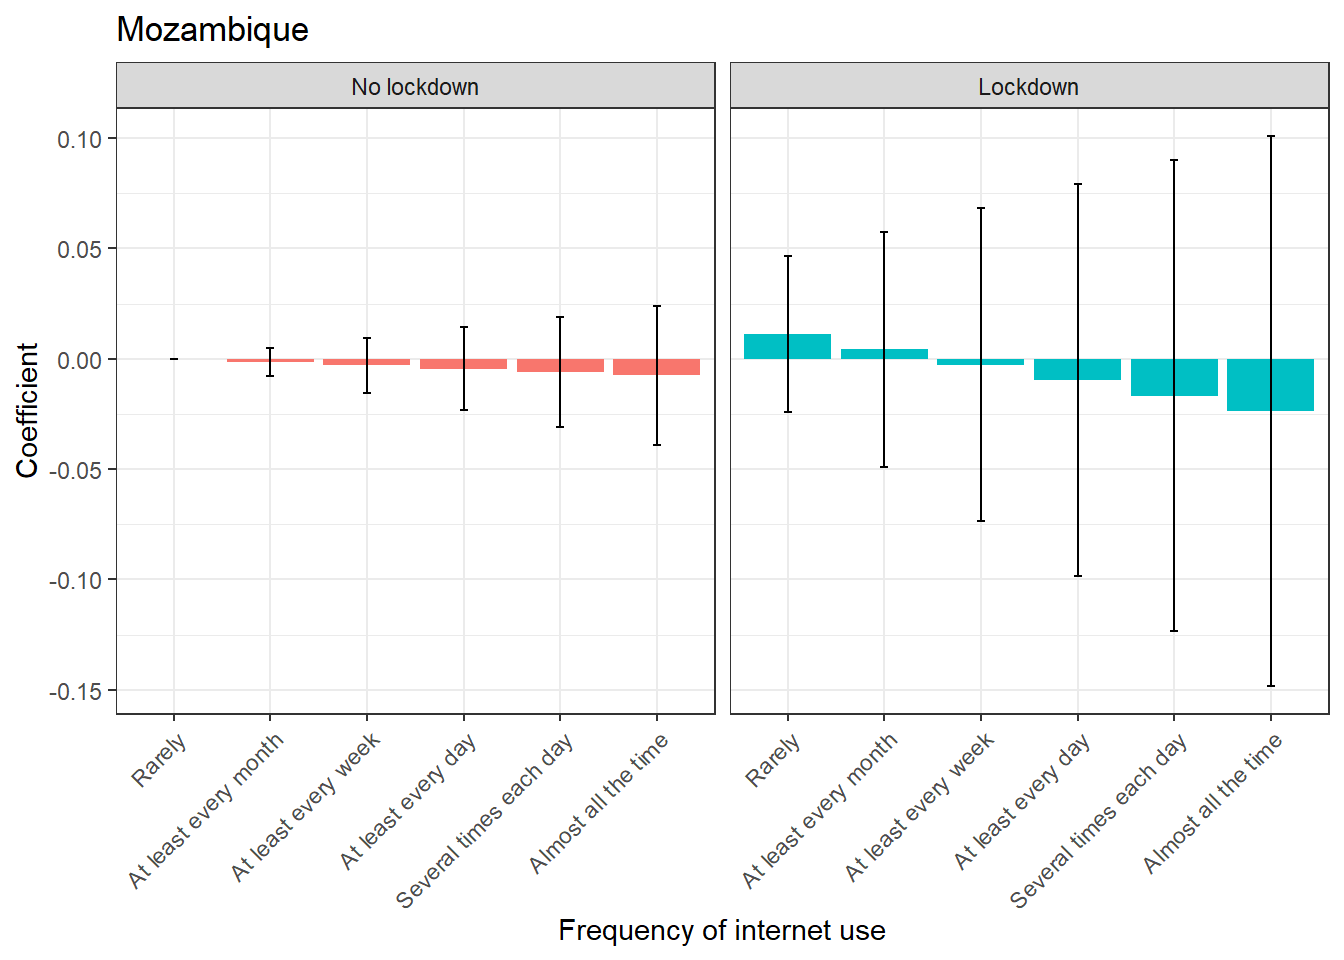 Mozambique
No lockdown
Lockdown
0.10
0.05
0.00
-0.05
-0.10
-0.15
Coefficient
Rarely
At least every month
At least every week
At least every day
Several times each day
Almost all the time
Rarely
At least every month
At least every week
At least every day
Several times each day
Almost all the time
Frequency of internet use